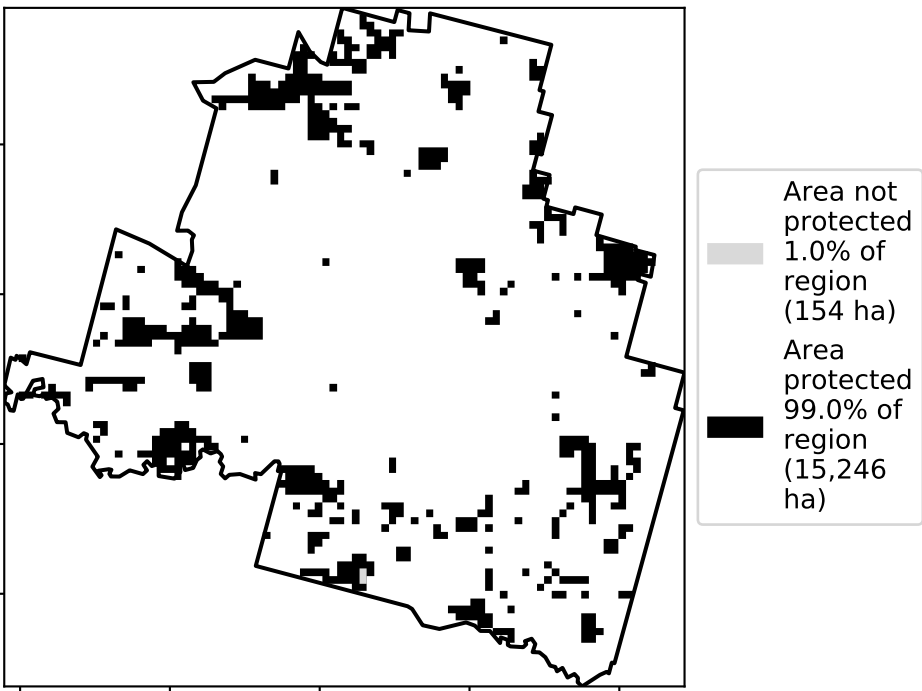 Area not
protected
1.0% of
region
(154 ha)
Area
protected
99.0% of
region
(15,246
ha)